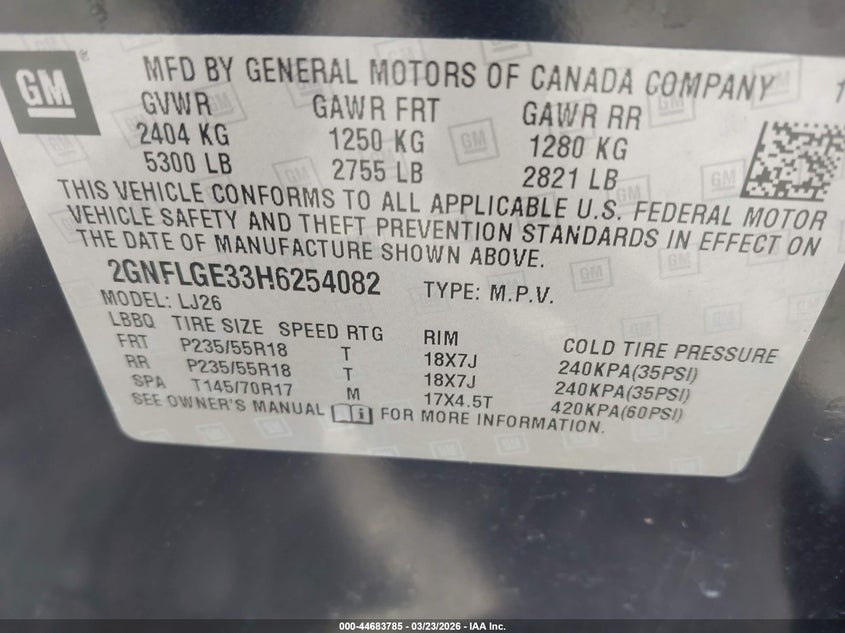 GM
®
MFD BY GENERAL MOTORS OF CANADA COMPANY
GVWR GAWR FRT GAWR RR
2404 KG 1250 KG 1280 KG
5300 LB 2755 LB 2821 LB
THIS VEHICLE CONFORMS TO ALL APPLICABLE U.S. FEDERAL MOTOR
VEHICLE SAFETY AND THEFT PREVENTION STANDARDS IN EFFECT ON
THE DATE OF MANUFACTURE SHOWN ABOVE.
2GNFLGE33H6254082 TYPE: M.P.V.
MODEL: LJ26
LBBQ TIRE SIZE SPEED RTG RIM COLD TIRE PRESSURE
FRT P235/55R18 T 18X7J 240KPA(35PSI)
RR P235/55R18 T 18X7J 240KPA(35PSI)
SPA T145/70R17 M 17X4.5T 420KPA(60PSI)
SEE OWNER'S MANUAL i FOR MORE INFORMATION.
000-44683785 - 03/23/2026 - IAA Inc.